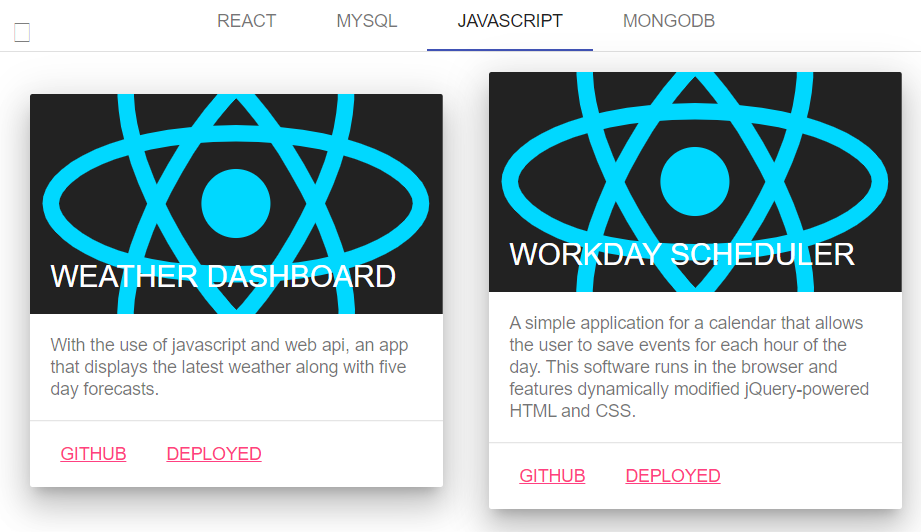 REACT MYSQL JAVASCRIPT MONGODB
WEATHER DASHBOARD
With the use of javascript and web api, an app
that displays the latest weather along with five
day forecasts.
GITHUB DEPLOYED
WORKDAY SCHEDULER
A simple application for a calendar that allows
the user to save events for each hour of the
day. This software runs in the browser and
features dynamically modified jQuery-powered
HTML and CSS.
GITHUB DEPLOYED